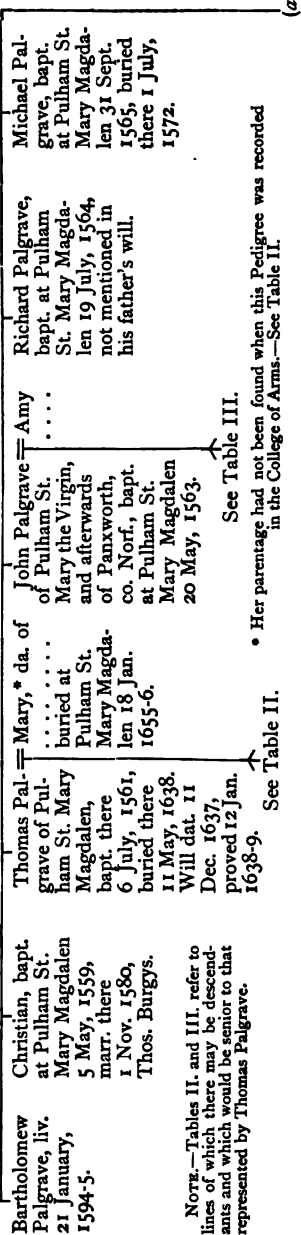 Bartholomew
Palgrave, liv.
21 January,
1594-5.
Christian, bapt.
at Pulham St.
Mary Magdalen
5 May, 1559,
marr. there
1 Nov. 1580,
Thos. Burgys.
Thomas Pal-
grave of Pul-
ham St. Mary
Magdalen,
bapt. there
6 July, 1561,
buried there
11 May, 1638.
Will dat. 11
Dec. 1637,
proved 12 Jan.
1638-9.
Mary,* da. of
. . . . . . . .
buried at
Pulham St.
Mary Magda-
len 18 Jan.
1655-6.
See Table II.
John Palgrave
of Pulham St.
Mary the Virgin,
and afterwards
of Panxworth,
co. Norf., bapt.
at Pulham St.
Mary Magdalen
20 May, 1563.
Amy
. . . .
See Table III.
Richard Palgrave,
bapt. at Pulham
St. Mary Magda-
len 19 July, 1564,
not mentioned in
his father's will.
Michael Pal-
grave, bapt.
at Pulham St.
Mary Magda-
len 31 Sept.
1565, buried
there 1 July,
1572.
(a
NOTE.—Tables II. and III. refer to
lines of which there may be descend-
ants and which would be senior to that
represented by Thomas Palgrave.
* Her parentage had not been found when this Pedigree was recorded
in the College of Arms.—See Table II.